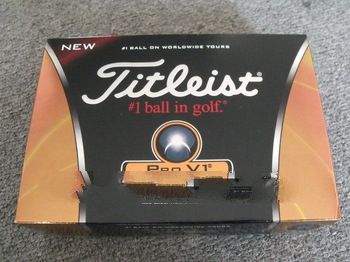 NEW
#1 BALL ON WORLDWIDE TOURS
Titleist®
#1 ball in golf.®
Pro V1®